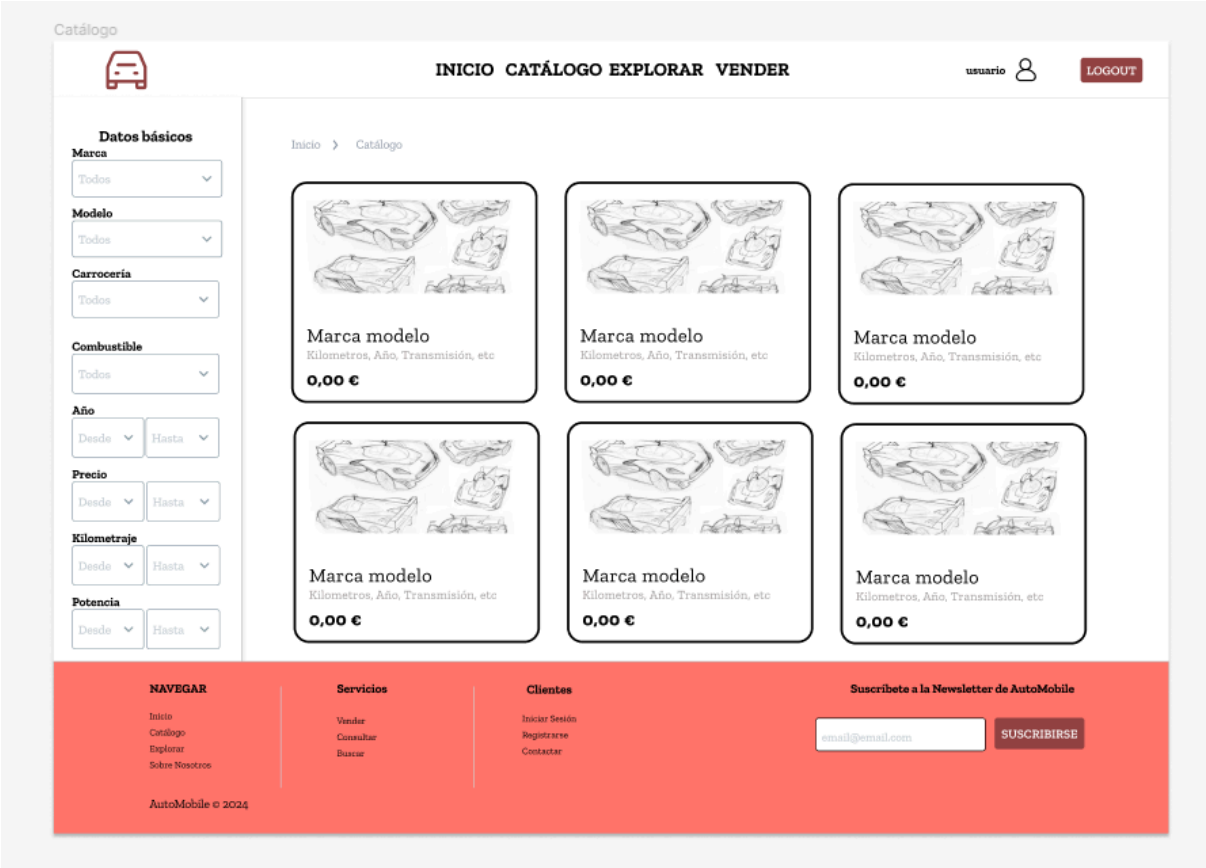 Catálogo
INICIO CATÁLOGO EXPLORAR VENDER
usuario
LOGOUT
Datos básicos
Marca
Todos
Modelo
Todos
Carrocería
Todos
Combustible
Todos
Año
Desde Hasta
Precio
Desde Hasta
Kilometraje
Desde Hasta
Potencia
Desde Hasta
Inicio > Catálogo
Marca modelo
Kilometros, Año, Transmisión, etc
0,00 €
Marca modelo
Kilometros, Año, Transmisión, etc
0,00 €
Marca modelo
Kilometros, Año, Transmisión, etc
0,00 €
Marca modelo
Kilometros, Año, Transmisión, etc
0,00 €
Marca modelo
Kilometros, Año, Transmisión, etc
0,00 €
Marca modelo
Kilometros, Año, Transmisión, etc
0,00 €
NAVEGAR
Inicio
Catálogo
Explorar
Sobre Nosotros
Servicios
Vender
Consultar
Buscar
Clientes
Iniciar Sesión
Registrarse
Contactar
Suscríbete a la Newsletter de AutoMobile
email@email.com
SUSCRIBIRSE
AutoMobile © 2024